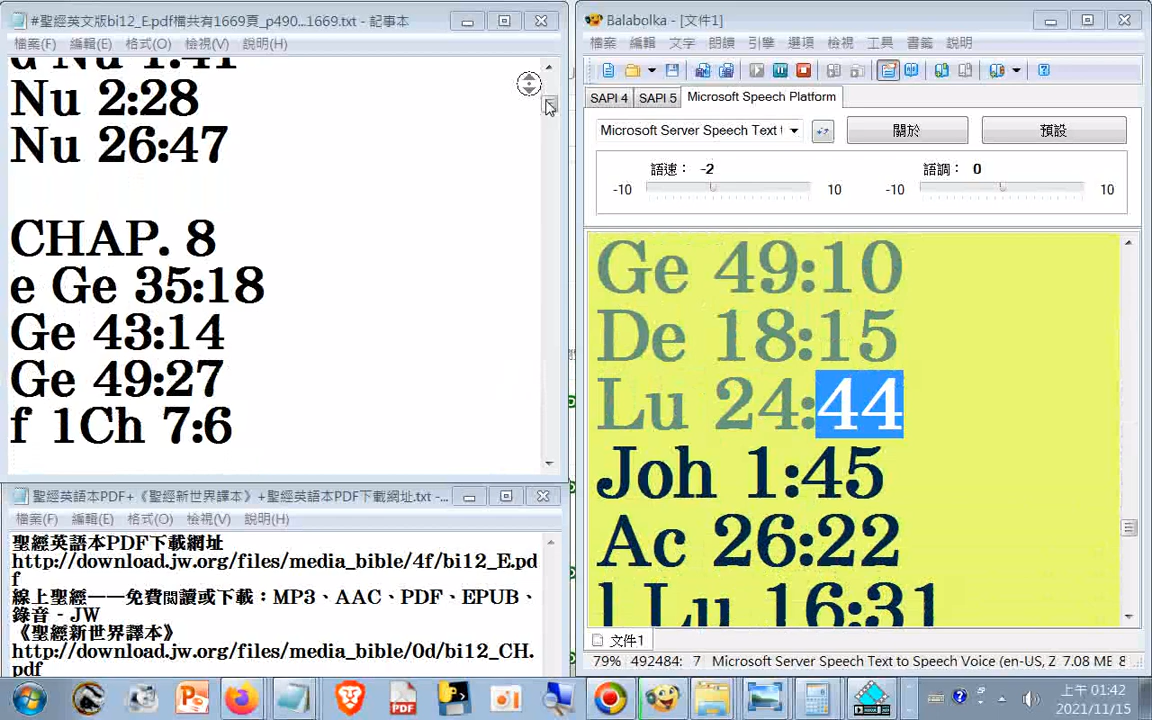 #聖經英文版bi12_E.pdf檔共有1669頁_p490...1669.txt - 記事本
檔案(F) 編輯(E) 格式(O) 檢視(V) 說明(H)
d Nu 1:41
Nu 2:28
Nu 26:47
CHAP. 8
e Ge 35:18
Ge 43:14
Ge 49:27
f 1Ch 7:6
聖經英語本PDF+《聖經新世界譯本》+聖經英語本PDF下載網址.txt - ...
檔案(F) 編輯(E) 格式(O) 檢視(V) 說明(H)
聖經英語本PDF下載網址
http://download.jw.org/files/media_bible/4f/bi12_E.pd
f
線上聖經——免費閱讀或下載：MP3、AAC、PDF、EPUB、
錄音 - JW
《聖經新世界譯本》
http://download.jw.org/files/media_bible/0d/bi12_CH.
pdf
Balabolka - [文件1]
檔案 編輯 文字 朗讀 引擎 選項 檢視 工具 書籤 說明
SAPI 4 SAPI 5 Microsoft Speech Platform
Microsoft Server Speech Text t
關於 預設
語速： -2 語調： 0
-10 10 -10 10
Ge 49:10
De 18:15
Lu 24:44
Joh 1:45
Ac 26:22
l Lu 16:31
文件1
79% 492484: 7 Microsoft Server Speech Text to Speech Voice (en-US, Z 7.08 MB 8
PDF
上午 01:42
2021/11/15